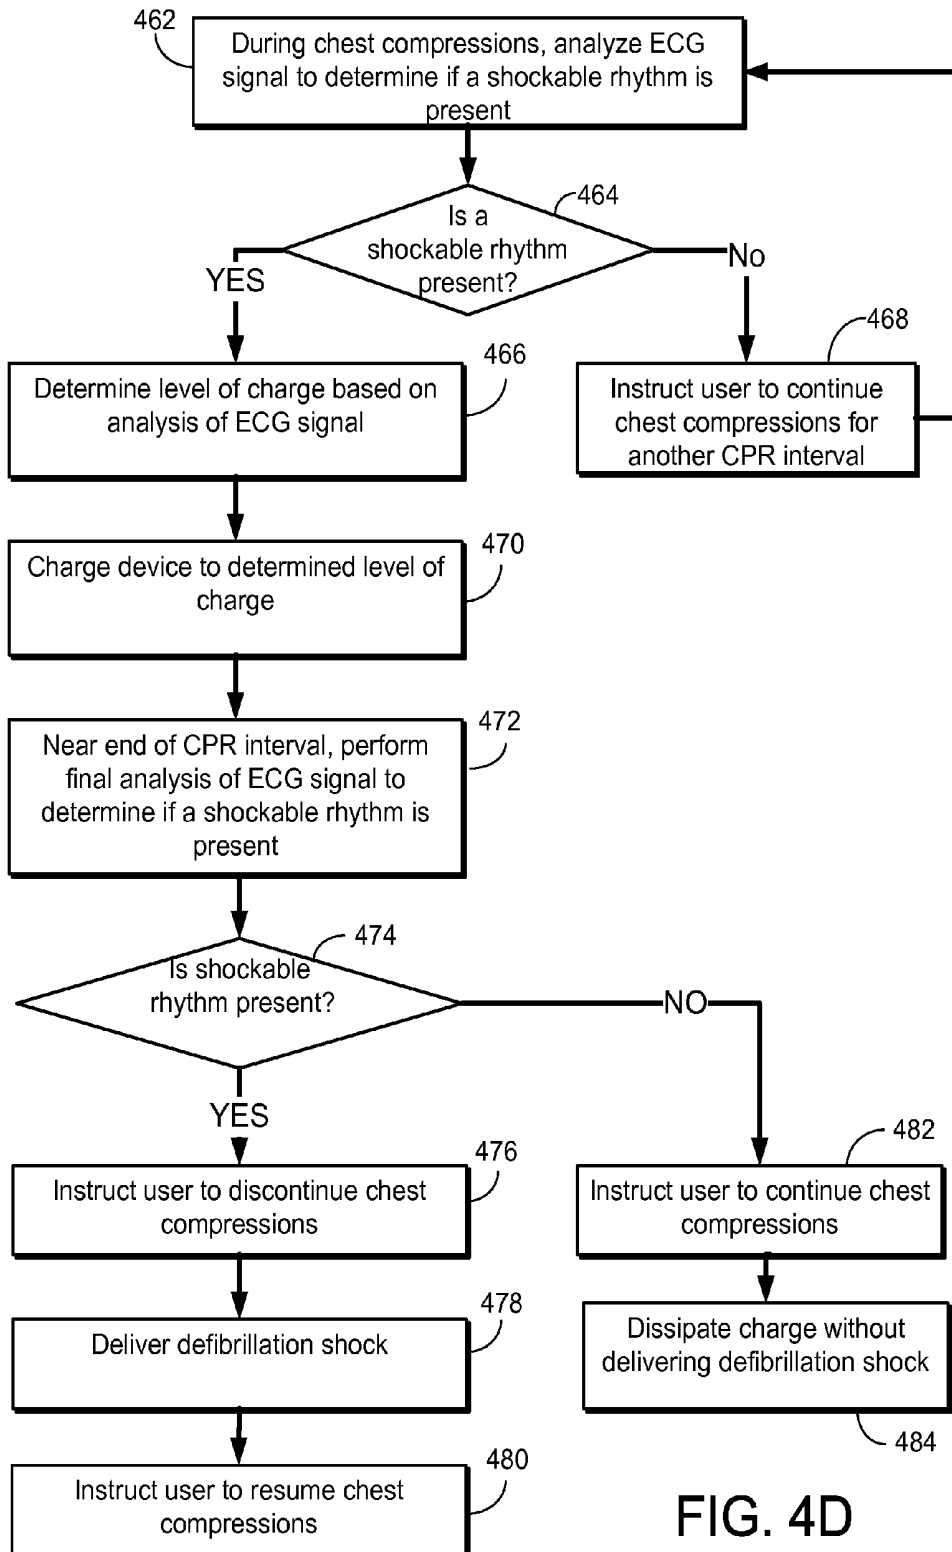 462
During chest compressions, analyze ECG
signal to determine if a shockable rhythm is
present
464
Is a
shockable rhythm
present?
YES
No
466
Determine level of charge based on
analysis of ECG signal
468
Instruct user to continue
chest compressions for
another CPR interval
470
Charge device to determined level of
charge
472
Near end of CPR interval, perform
final analysis of ECG signal to
determine if a shockable rhythm is
present
474
Is shockable
rhythm present?
NO
YES
476
Instruct user to discontinue chest
compressions
482
Instruct user to continue chest
compressions
478
Deliver defibrillation shock
Dissipate charge without
delivering defibrillation shock
484
480
Instruct user to resume chest
compressions
FIG. 4D